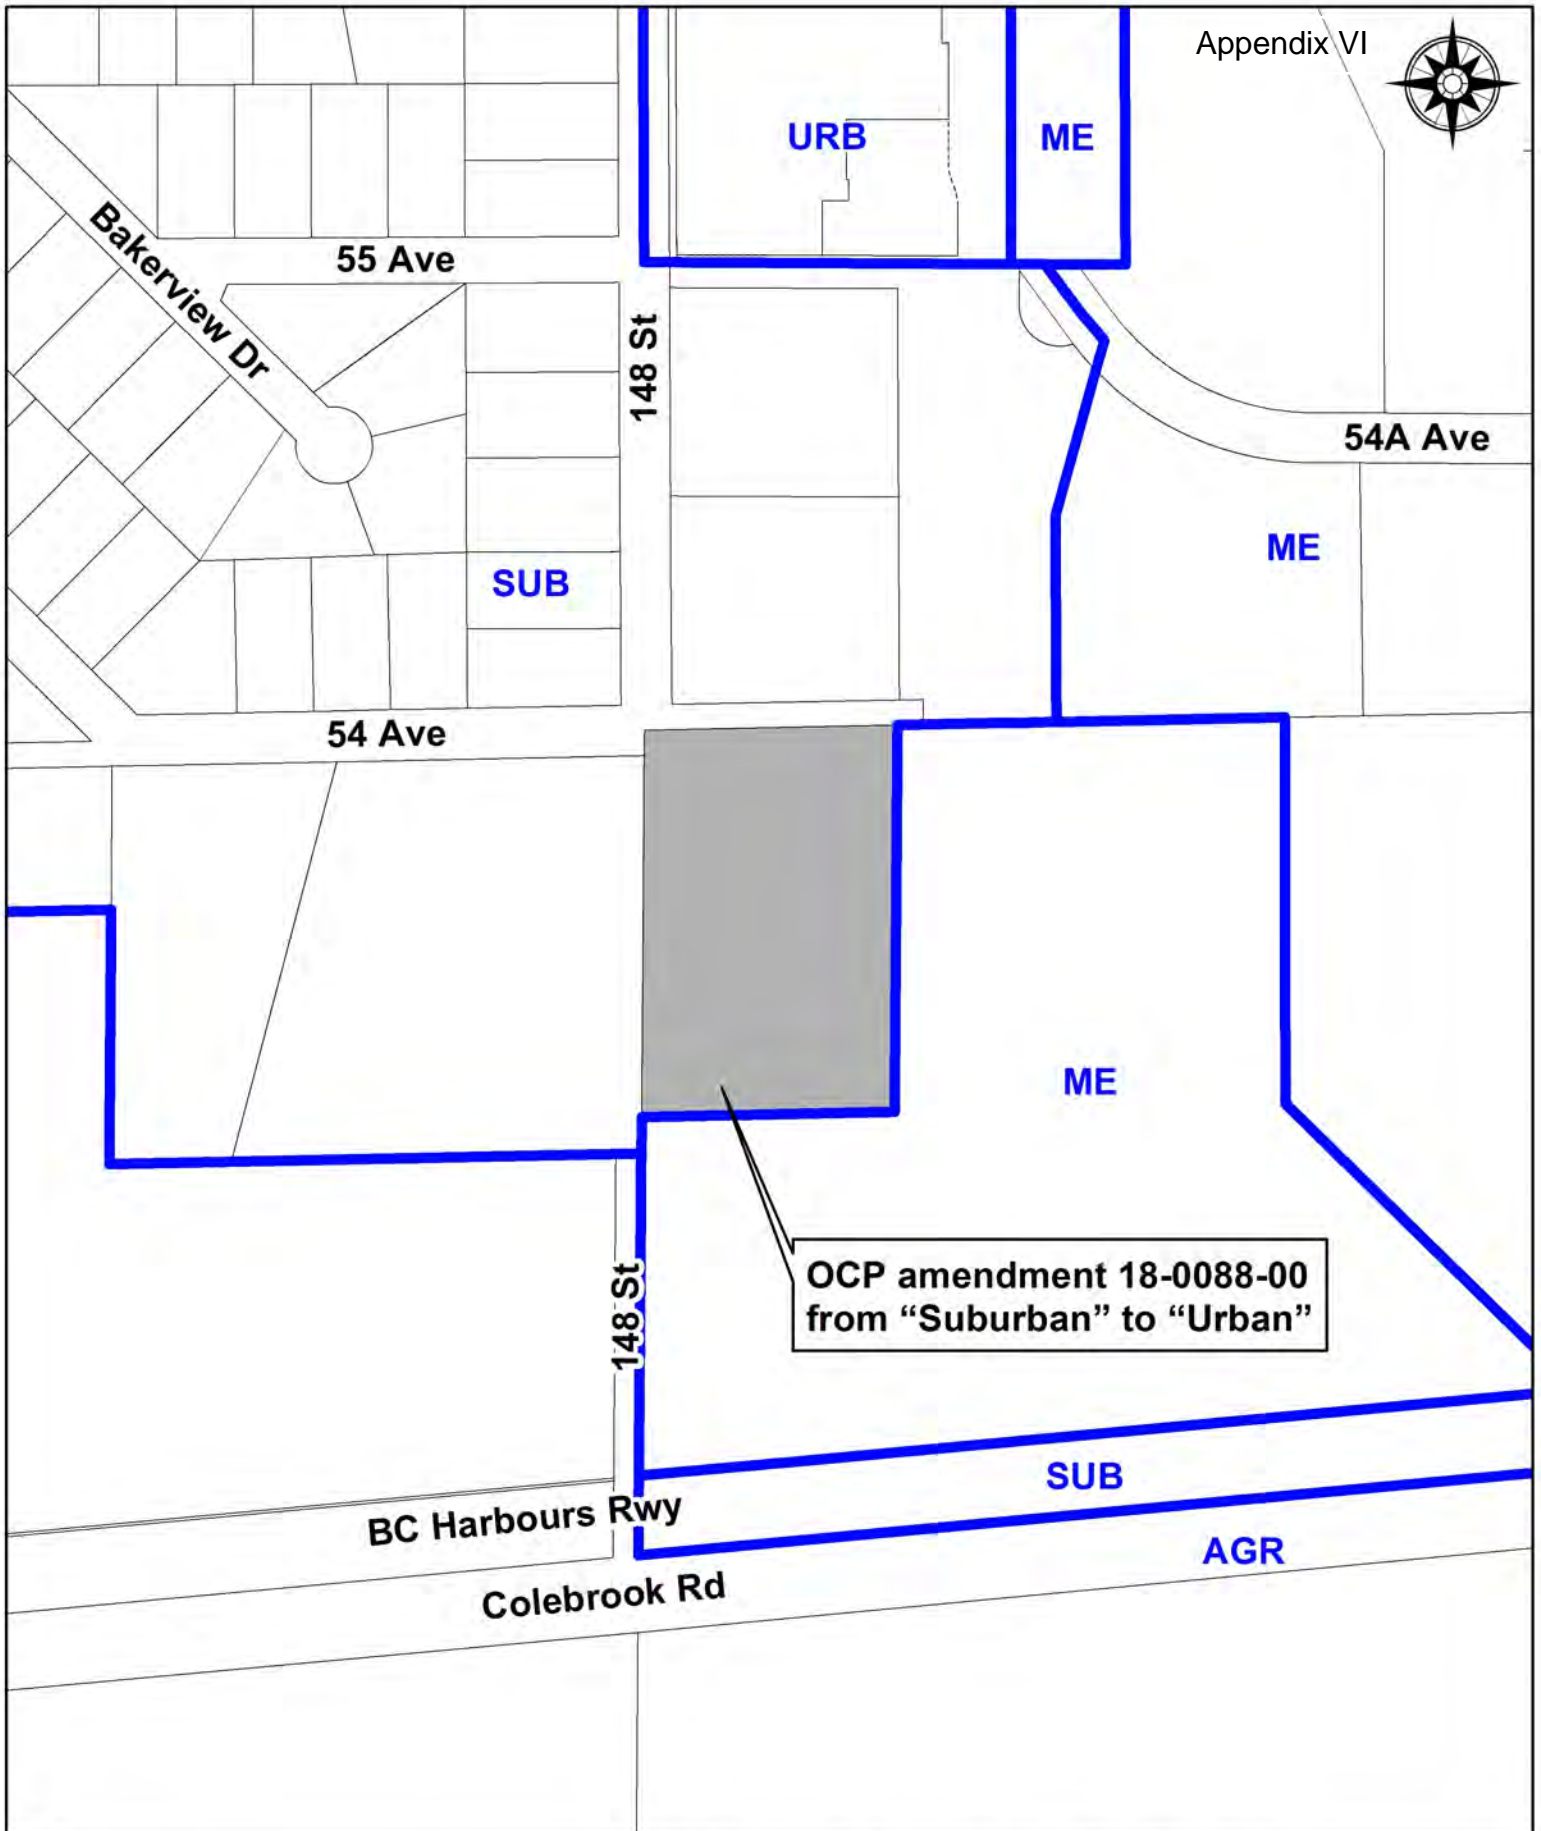 Appendix VI
URB
ME
Bakerview Dr
55 Ave
148 St
54A Ave
ME
SUB
54 Ave
ME
OCP amendment 18-0088-00
from “Suburban” to “Urban”
148 St
SUB
BC Harbours Rwy
AGR
Colebrook Rd